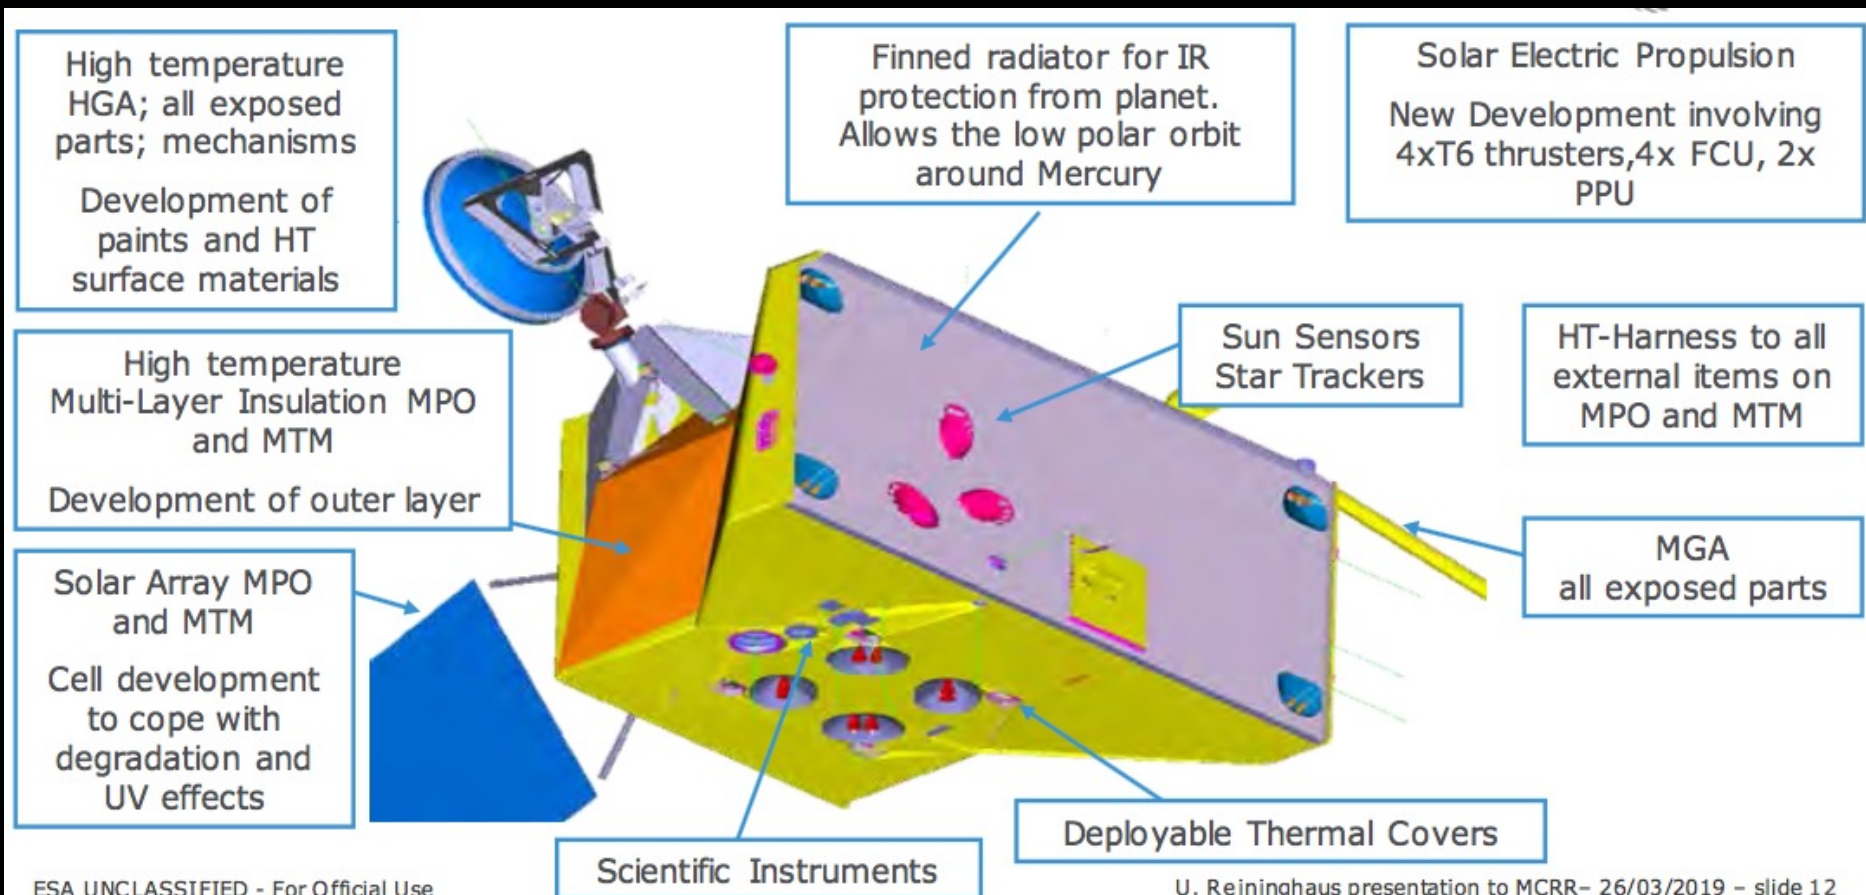 High temperature
HGA; all exposed
parts; mechanisms
Development of
paints and HT
surface materials
Finned radiator for IR
protection from planet.
Allows the low polar orbit
around Mercury
Solar Electric Propulsion
New Development involving
4xT6 thrusters,4x FCU, 2x
PPU
High temperature
Multi-Layer Insulation MPO
and MTM
Development of outer layer
Sun Sensors
Star Trackers
HT-Harness to all
external items on
MPO and MTM
Solar Array MPO
and MTM
Cell development
to cope with
degradation and
UV effects
MGA
all exposed parts
Deployable Thermal Covers
Scientific Instruments
ESA UNCLASSIFIED - For Official Use
U. Reininghaus presentation to MCRR– 26/03/2019 – slide 12